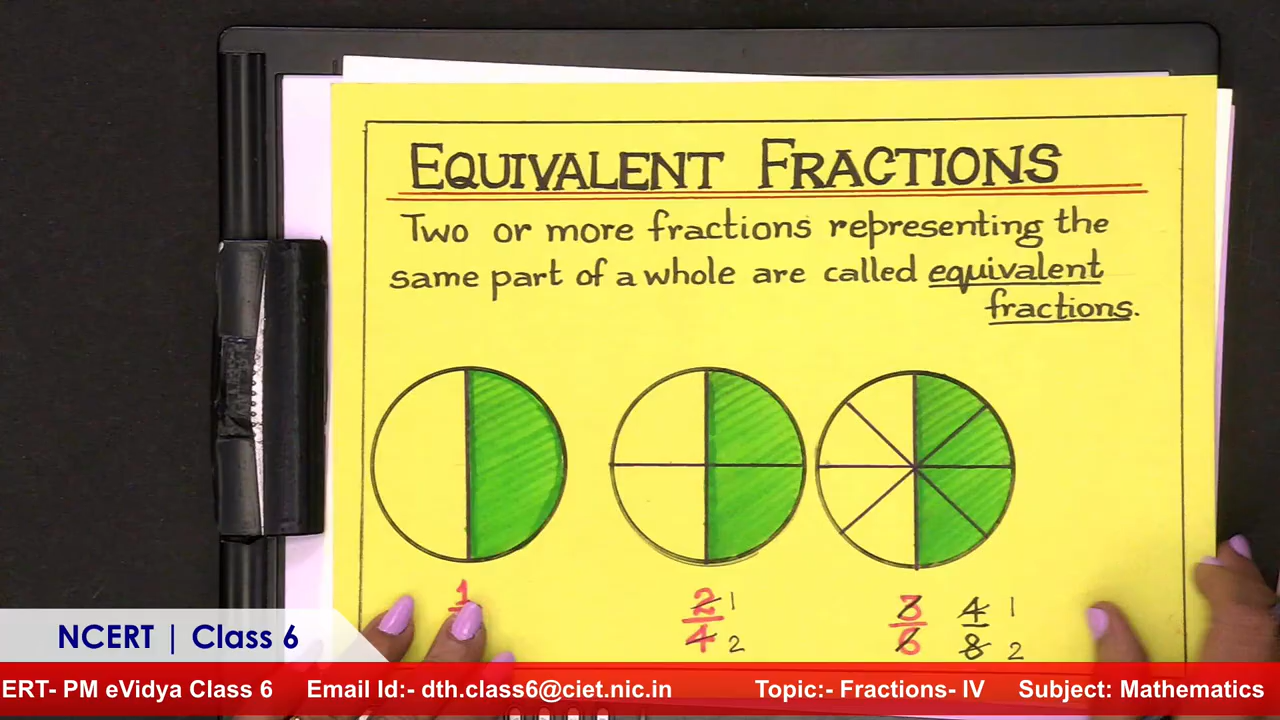 EQUIVALENT FRACTIONS
Two or more fractions representing the
same part of a whole are called equivalent
fractions.
1
2 1
4 2
3 4 1
6 8 2
NCERT | Class 6
ERT- PM eVidya Class 6 Email Id:- dth.class6@ciet.nic.in Topic:- Fractions- IV Subject: Mathematics